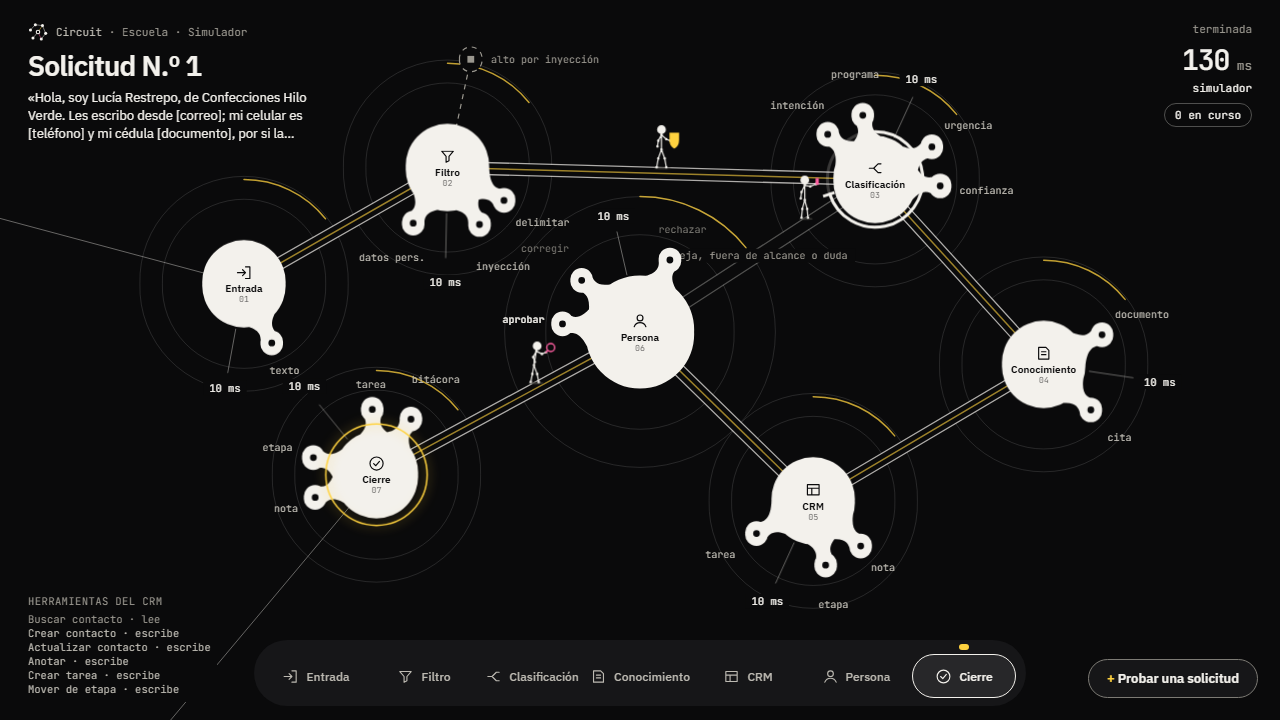 Circuit · Escuela · Simulador
Solicitud N.º 1
«Hola, soy Lucía Restrepo, de Confecciones Hilo
Verde. Les escribo desde [correo]; mi celular es
[teléfono] y mi cédula [documento], por si la...
terminada
130 ms
simulador
0 en curso
alto por inyección
Filtro
02
delimitar
inyección
datos pers.
10 ms
programa
10 ms
intención
urgencia
confianza
Clasificación
03
Entrada
01
texto
10 ms
10 ms
rechazar
corregir
aprobar
eja, fuera de alcance o duda
Persona
06
documento
Conocimiento
04
10 ms
cita
10 ms
tarea
bitácora
etapa
nota
Cierre
07
CRM
05
tarea
nota
etapa
10 ms
HERRAMIENTAS DEL CRM
Buscar contacto · lee
Crear contacto · escribe
Actualizar contacto · escribe
Anotar · escribe
Crear tarea · escribe
Mover de etapa · escribe
Entrada
Filtro
Clasificación
Conocimiento
CRM
Persona
Cierre
+ Probar una solicitud